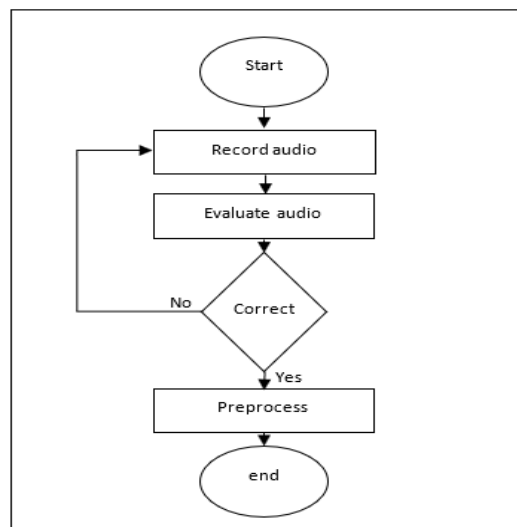 Start
Record audio
Evaluate audio
Correct
No
Yes
Preprocess
end